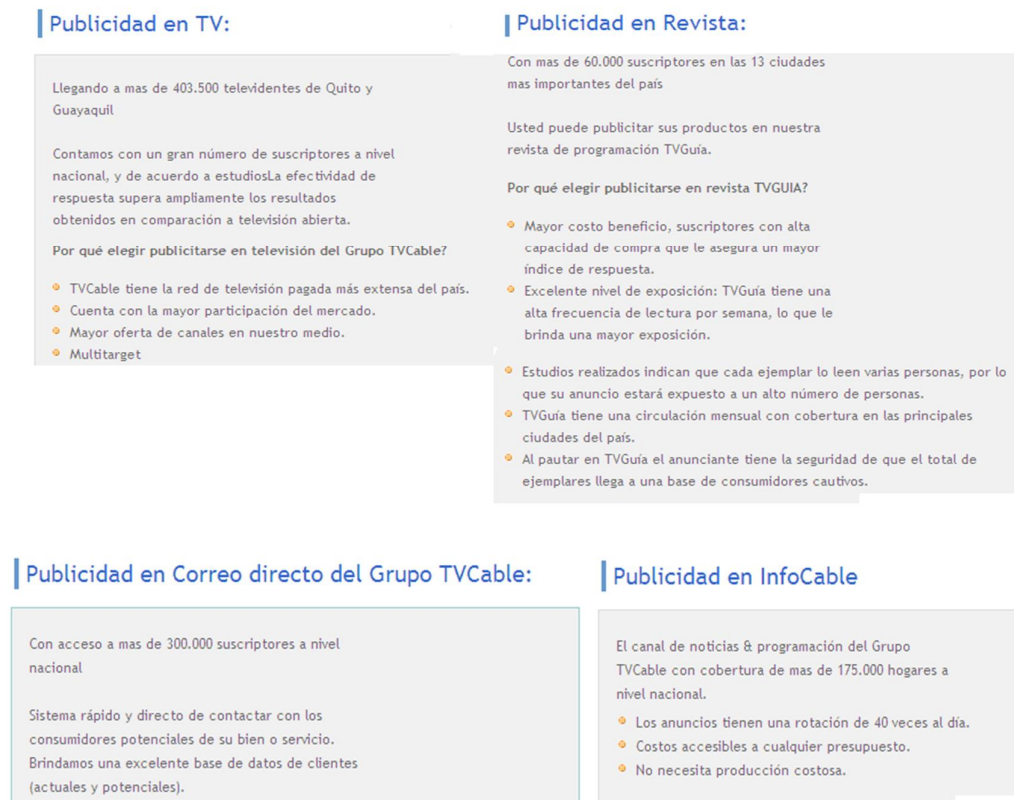 Publicidad en TV:
Llegando a mas de 403.500 televidentes de Quito y
Guayaquil
Contamos con un gran número de suscriptores a nivel
nacional, y de acuerdo a estudiosLa efectividad de
respuesta supera ampliamente los resultados
obtenidos en comparación a televisión abierta.
Por qué elegir publicitarse en televisión del Grupo TVCable?
TVCable tiene la red de televisión pagada más extensa del país.
Cuenta con la mayor participación del mercado.
Mayor oferta de canales en nuestro medio.
Multitarget
Publicidad en Revista:
Con mas de 60.000 suscriptores en las 13 ciudades
mas importantes del país
Usted puede publicitar sus productos en nuestra
revista de programación TVGuía.
Por qué elegir publicitarse en revista TVGUIA?
Mayor costo beneficio, suscriptores con alta
capacidad de compra que le asegura un mayor
índice de respuesta.
Excelente nivel de exposición: TVGuía tiene una
alta frecuencia de lectura por semana, lo que le
brinda una mayor exposición.
Estudios realizados indican que cada ejemplar lo leen varias personas, por lo
que su anuncio estará expuesto a un alto número de personas.
TVGuía tiene una circulación mensual con cobertura en las principales
ciudades del país.
Al pautar en TVGuía el anunciante tiene la seguridad de que el total de
ejemplares llega a una base de consumidores cautivos.
Publicidad en Correo directo del Grupo TVCable:
Con acceso a mas de 300.000 suscriptores a nivel
nacional
Sistema rápido y directo de contactar con los
consumidores potenciales de su bien o servicio.
Brindamos una excelente base de datos de clientes
(actuales y potenciales).
Publicidad en InfoCable
El canal de noticias & programación del Grupo
TVCable con cobertura de mas de 175.000 hogares a
nivel nacional.
Los anuncios tienen una rotación de 40 veces al día.
Costos accesibles a cualquier presupuesto.
No necesita producción costosa.